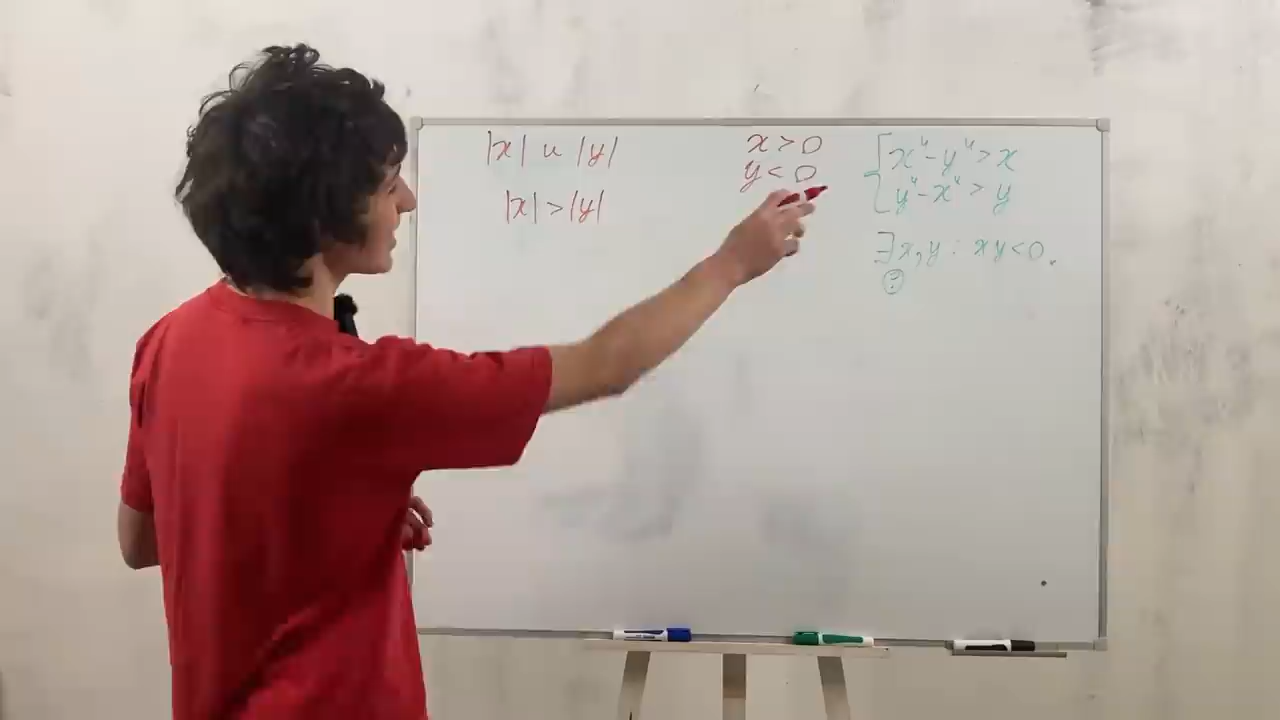 |x| и |y|
|x| > |y|
x > 0
y < 0
x⁴ - y⁴ > x
y⁴ - x⁴ > y
∃ x, y : xy < 0.
?